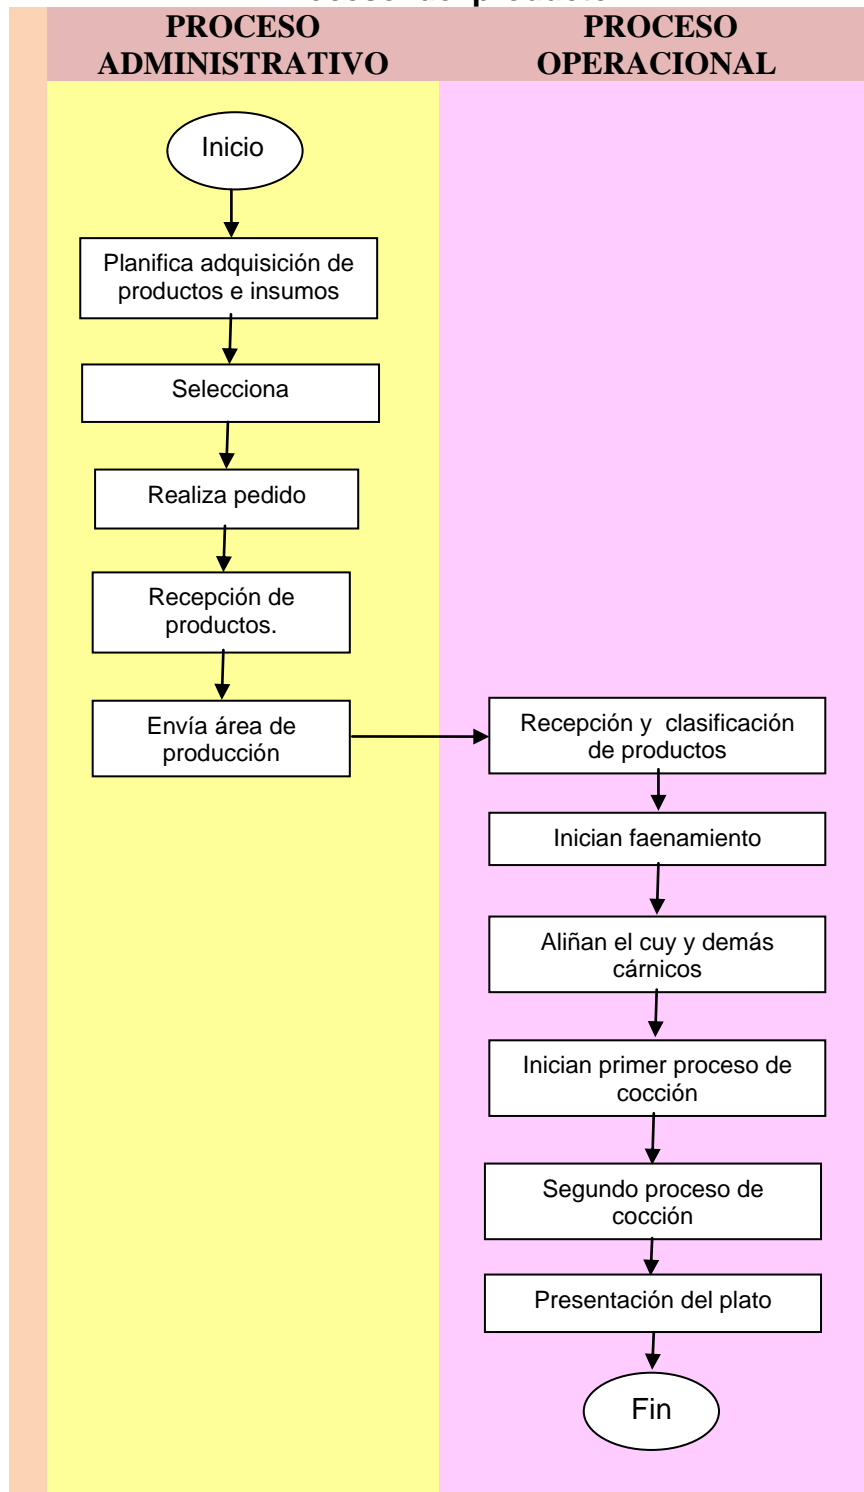 producto
PROCESO
ADMINISTRATIVO
PROCESO
OPERACIONAL
Inicio
Planifica adquisición de
productos e insumos
Selecciona
Realiza pedido
Recepción de
productos.
Envía área de
producción
Recepción y clasificación
de productos
Inician faenamiento
Aliñan el cuy y demás
cárnicos
Inician primer proceso de
cocción
Segundo proceso de
cocción
Presentación del plato
Fin